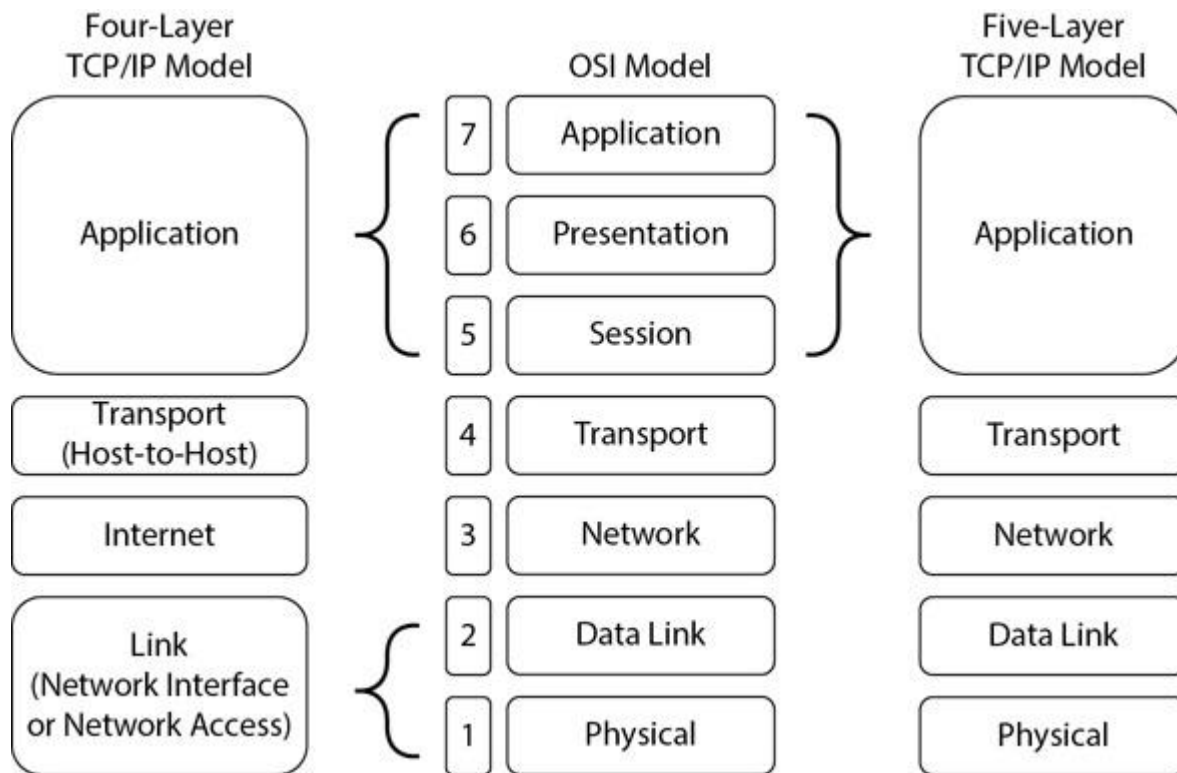 Four-Layer
TCP/IP Model
OSI Model
Five-Layer
TCP/IP Model
Application
7
Application
6
Presentation
5
Session
Application
Transport
(Host-to-Host)
4
Transport
Transport
Internet
3
Network
Network
Link
(Network Interface
or Network Access)
2
Data Link
Data Link
1
Physical
Physical